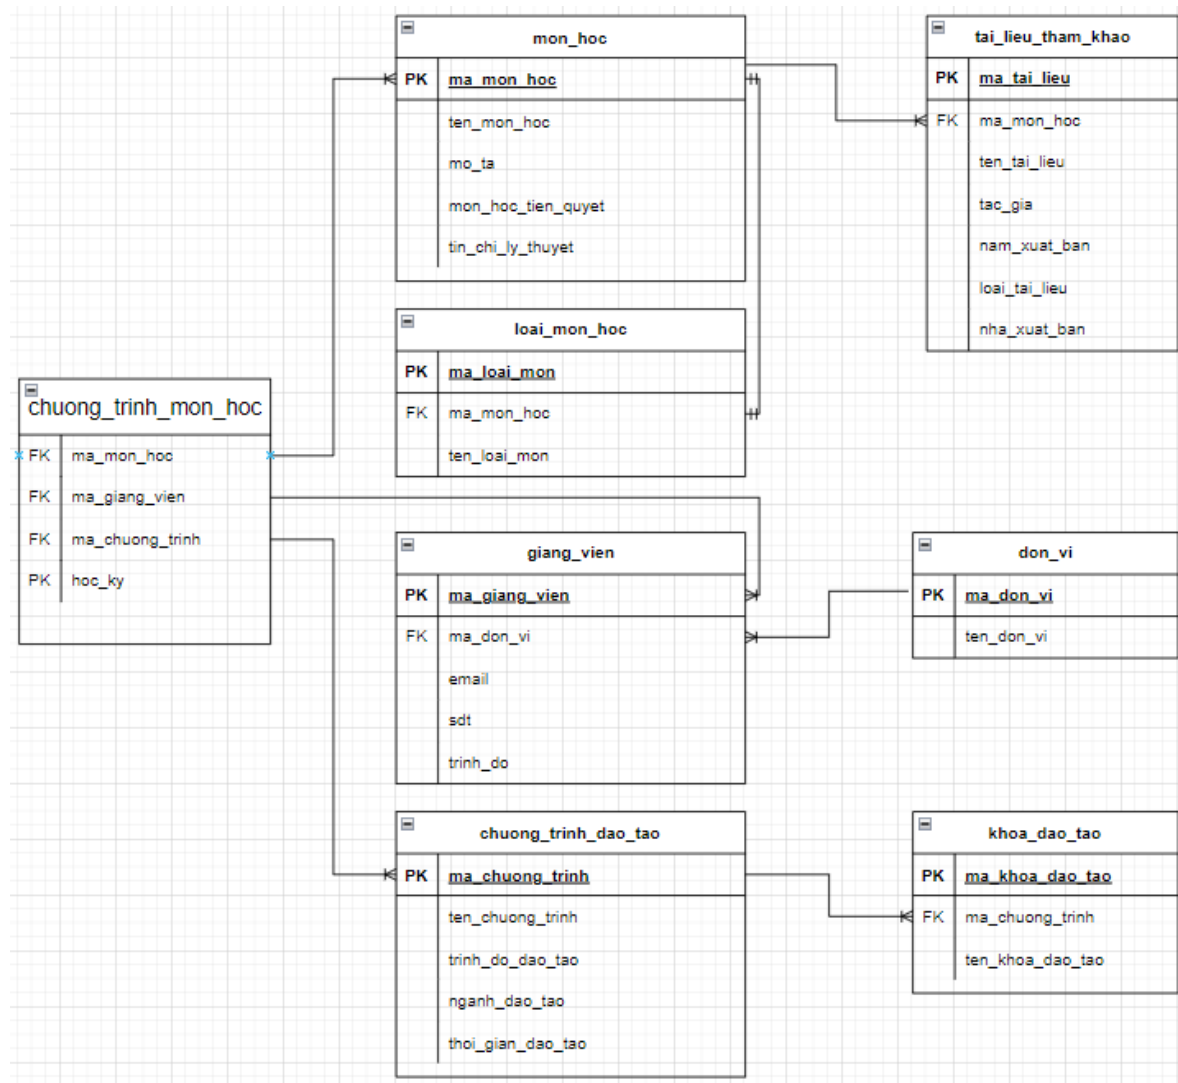 mon_hoc
PK ma_mon_hoc
ten_mon_hoc
mo_ta
mon_hoc_tien_quyet
tin_chi_ly_thuyet
tai_lieu_tham_khao
PK ma_tai_lieu
FK ma_mon_hoc
ten_tai_lieu
tac_gia
nam_xuat_ban
loai_tai_lieu
nha_xuat_ban
loai_mon_hoc
PK ma_loai_mon
FK ma_mon_hoc
ten_loai_mon
chuong_trinh_mon_hoc
FK ma_mon_hoc
FK ma_giang_vien
FK ma_chuong_trinh
PK hoc_ky
giang_vien
PK ma_giang_vien
FK ma_don_vi
email
sdt
trinh_do
don_vi
PK ma_don_vi
ten_don_vi
chuong_trinh_dao_tao
PK ma_chuong_trinh
ten_chuong_trinh
trinh_do_dao_tao
nganh_dao_tao
thoi_gian_dao_tao
khoa_dao_tao
PK ma_khoa_dao_tao
FK ma_chuong_trinh
ten_khoa_dao_tao